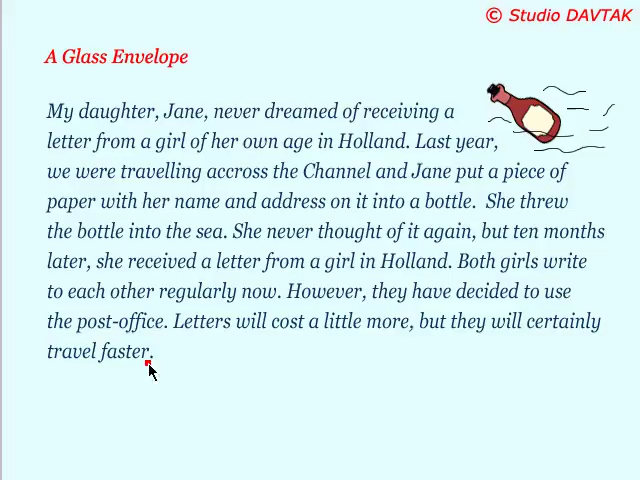 © Studio DAVTAK
A Glass Envelope
My daughter, Jane, never dreamed of receiving a
letter from a girl of her own age in Holland. Last year,
we were travelling accross the Channel and Jane put a piece of
paper with her name and address on it into a bottle.  She threw
the bottle into the sea. She never thought of it again, but ten months
later, she received a letter from a girl in Holland. Both girls write
to each other regularly now. However, they have decided to use
the post-office. Letters will cost a little more, but they will certainly
travel faster.